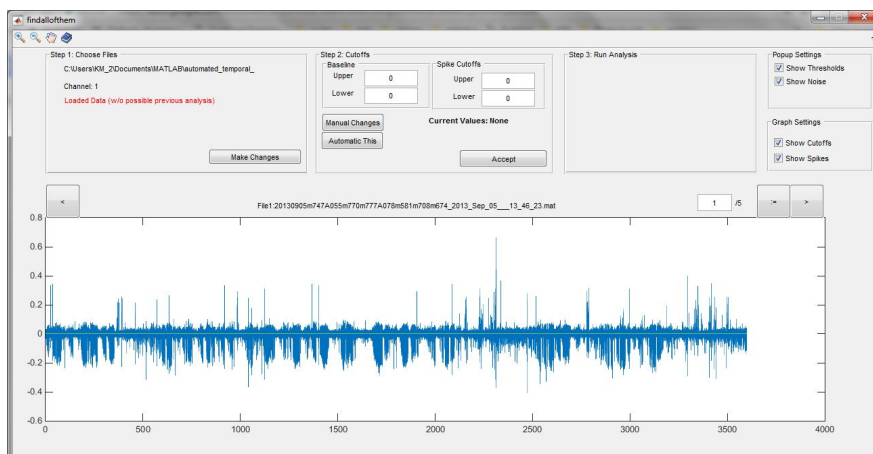 findallofthem
Step 1: Choose Files
C:\Users\KM_2\Documents\MATLAB\automated_temporal_
Channel: 1
Loaded Data (w/o possible previous analysis)
Make Changes
Step 2: Cutoffs
Baseline
Upper 0
Lower 0
Spike Cutoffs
Upper 0
Lower 0
Manual Changes
Automatic This
Current Values: None
Accept
Step 3: Run Analysis
Popup Settings
Show Thresholds
Show Noise
Graph Settings
Show Cutoffs
Show Spikes
<
File1:20130905m747A055m770m777A078m581m708m674_2013_Sep_05___13_46_23.mat
1 /5
:=
>
0.8
0.6
0.4
0.2
0
-0.2
-0.4
-0.6
0 500 1000 1500 2000 2500 3000 3500 4000